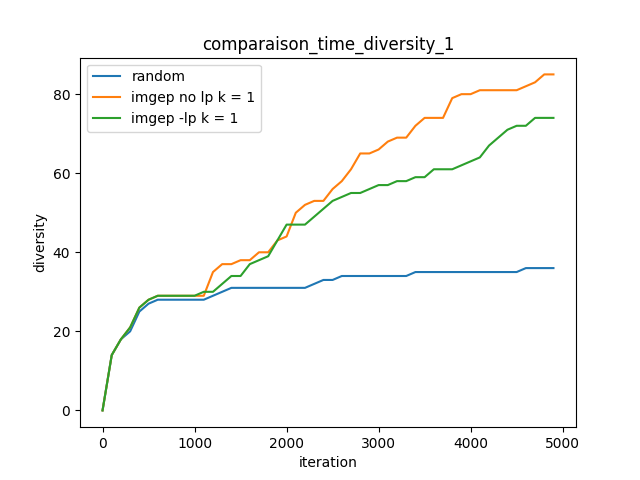 comparaison_time_diversity_1
random
imgep no lp k = 1
imgep -lp k = 1
80
60
40
20
0
diversity
0 1000 2000 3000 4000 5000
iteration